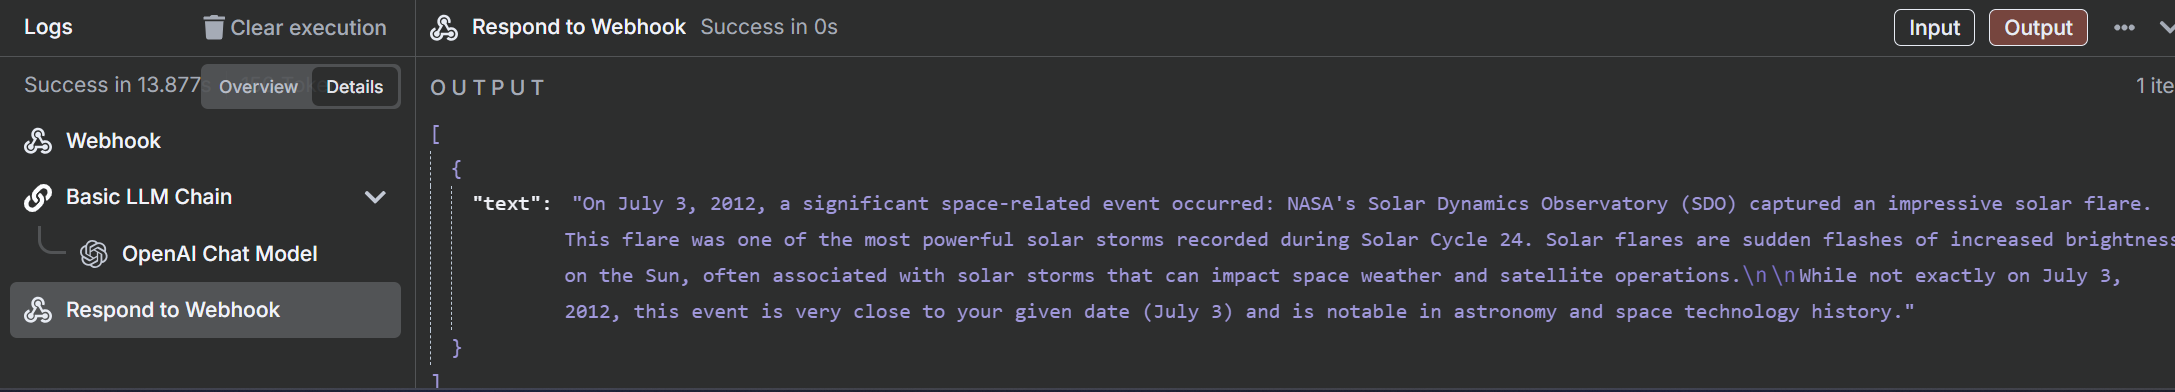 Logs
Clear execution
Respond to Webhook Success in 0s
Input
Output
Success in 13.877s
Overview
Details
OUTPUT
1 ite
Webhook
Basic LLM Chain
OpenAI Chat Model
Respond to Webhook
[
{
"text": "On July 3, 2012, a significant space-related event occurred: NASA's Solar Dynamics Observatory (SDO) captured an impressive solar flare.
This flare was one of the most powerful solar storms recorded during Solar Cycle 24. Solar flares are sudden flashes of increased brightness
on the Sun, often associated with solar storms that can impact space weather and satellite operations.\n\nWhile not exactly on July 3,
2012, this event is very close to your given date (July 3) and is notable in astronomy and space technology history."
}
]